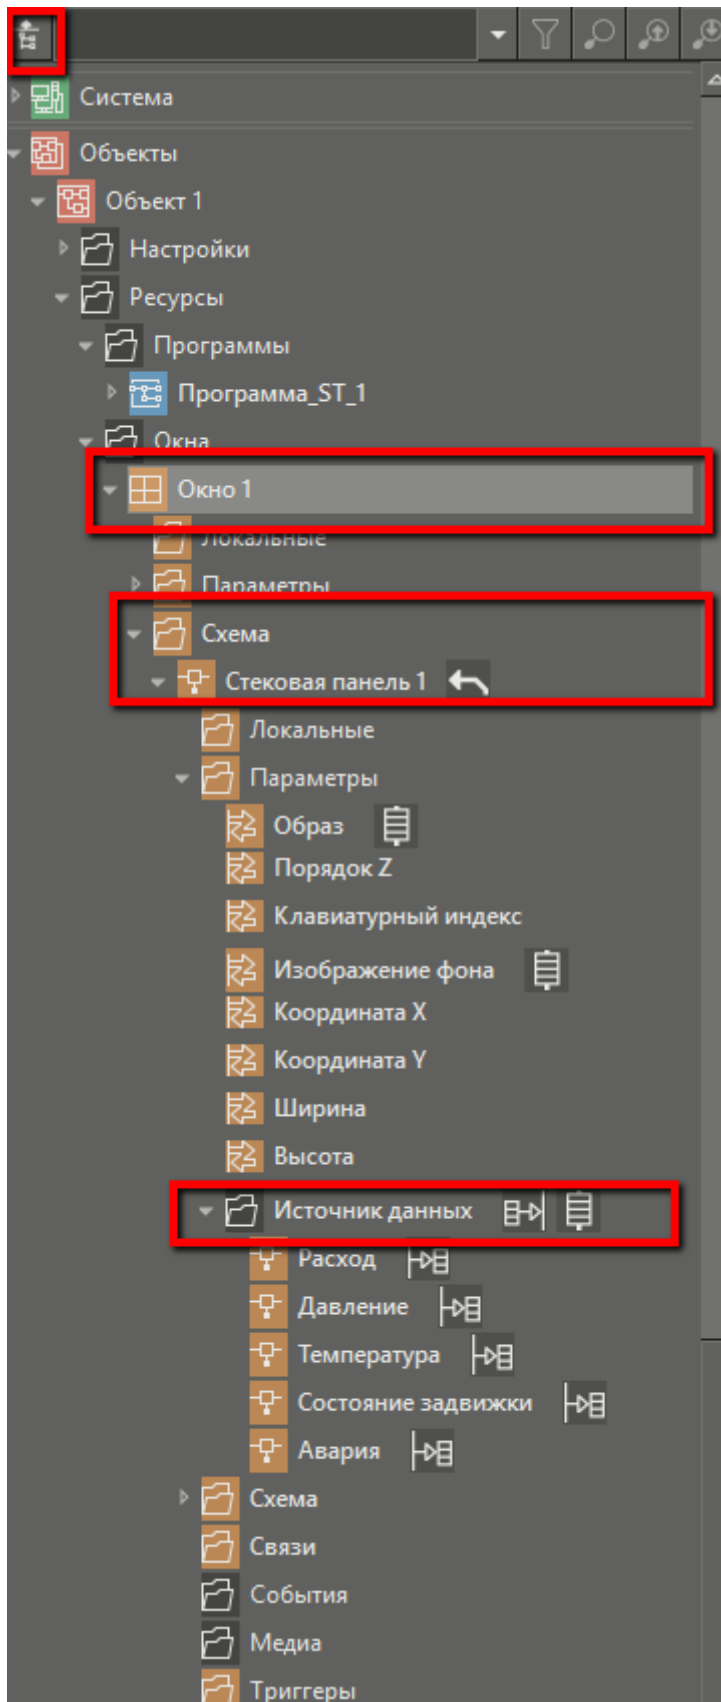 Система
Объекты
Объект 1
Настройки
Ресурсы
Программы
Программа_ST_1
Окна
Окно 1
Локальные
Параметры
Схема
Стековая панель 1
Локальные
Параметры
Образ
Порядок Z
Клавиатурный индекс
Изображение фона
Координата X
Координата Y
Ширина
Высота
Источник данных
Расход
Давление
Температура
Состояние задвижки
Авария
Схема
Связи
События
Медиа
Триггеры